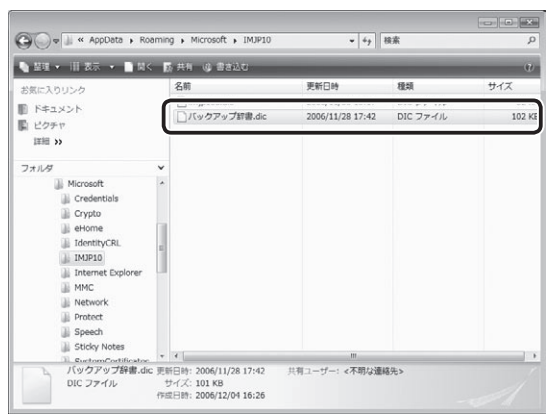 « AppData ▸ Roaming ▸ Microsoft ▸ IMJP10
検索
整理 表示 開く 共有 書き込む
お気に入りリンク
ドキュメント
ピクチャ
詳細 »
フォルダ
Microsoft
Credentials
Crypto
eHome
IdentityCRL
IMJP10
Internet Explorer
MMC
Network
Protect
Speech
Sticky Notes
SystemCertificates
名前 更新日時 種類 サイズ
バックアップ辞書.dic 2006/11/28 17:42 DIC ファイル 102 KB
バックアップ辞書.dic 更新日時: 2006/11/28 17:42 共有ユーザー: <不明な連絡先>
DIC ファイル サイズ: 101 KB
作成日時: 2006/12/04 16:26